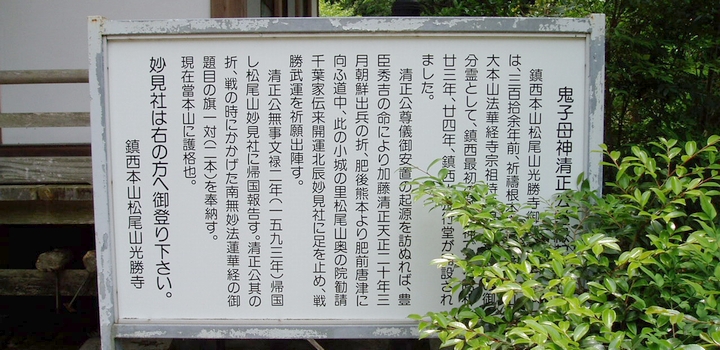 鬼子母神清正公
鎮西本山松尾山光勝寺御
は、三百拾余年前、祈禱根本
大本山法華経寺宗祖
分霊として、鎮西最初
廿三年、廿四年、鎮西 行堂が 設され
ました。
清正公尊儀御安置の起源を訪ぬれば、豊
臣秀吉の命により加藤清正天正二十年三
月朝鮮出兵の折、肥後熊本より肥前唐津に
向ふ道中、此の小城の里松尾山奥の院勧請
千葉家伝来開運北辰妙見社に足を止め、戦
勝武運を祈願出陣す。
清正公無事文禄二年（一五九三年）帰国
し松尾山妙見社に帰国報告す。清正公其の
折、戦の時にかかげた南無妙法蓮華経の御
題目の旗一対（二本）を奉納す。
現在當本山に護格也。
妙見社は右の方へ御登り下さい。
鎮西本山松尾山光勝寺